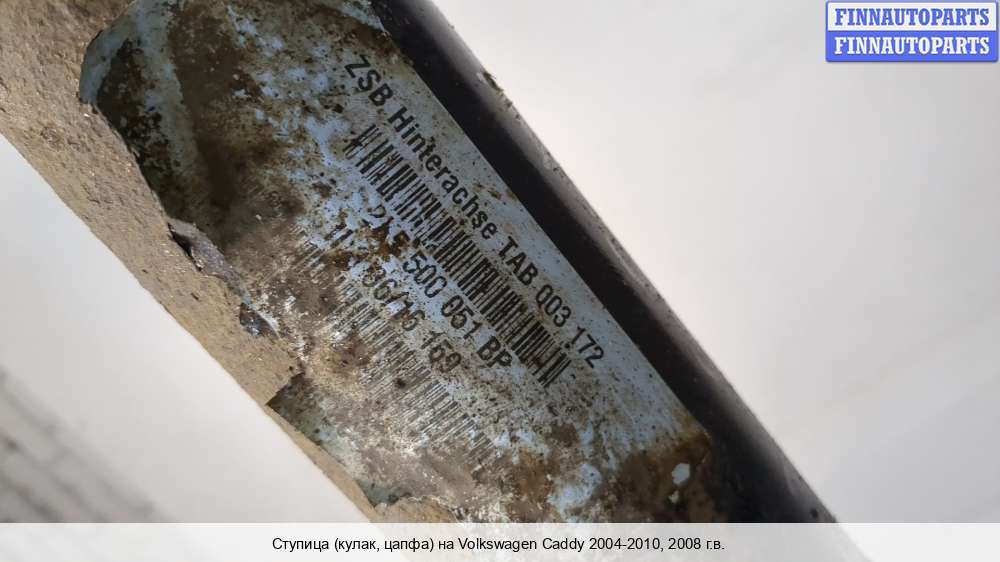 FINNAUTOPARTS
FINNAUTOPARTS
ZSB Hinterachse TAB 003 172
500 051 BP
159
Ступица (кулак, цапфа) на Volkswagen Caddy 2004-2010, 2008 г.в.